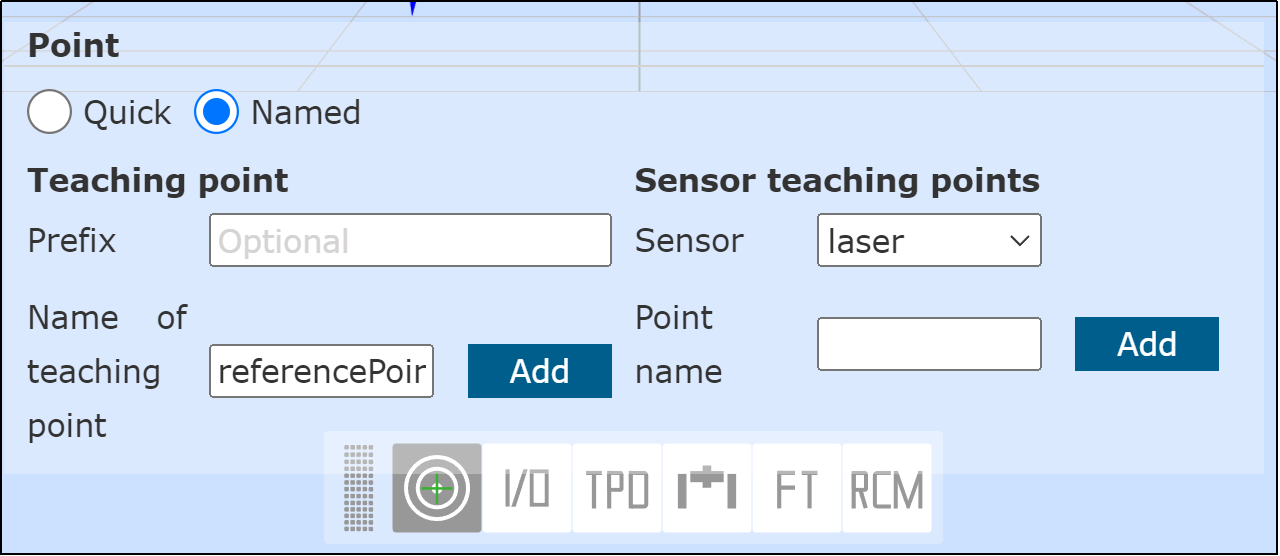 Point
Quick Named
Teaching point
Prefix Optional
Name of
teaching
point
referencePoir
Add
Sensor teaching points
Sensor laser
Point
name
Add
I/O TPD FT RCM